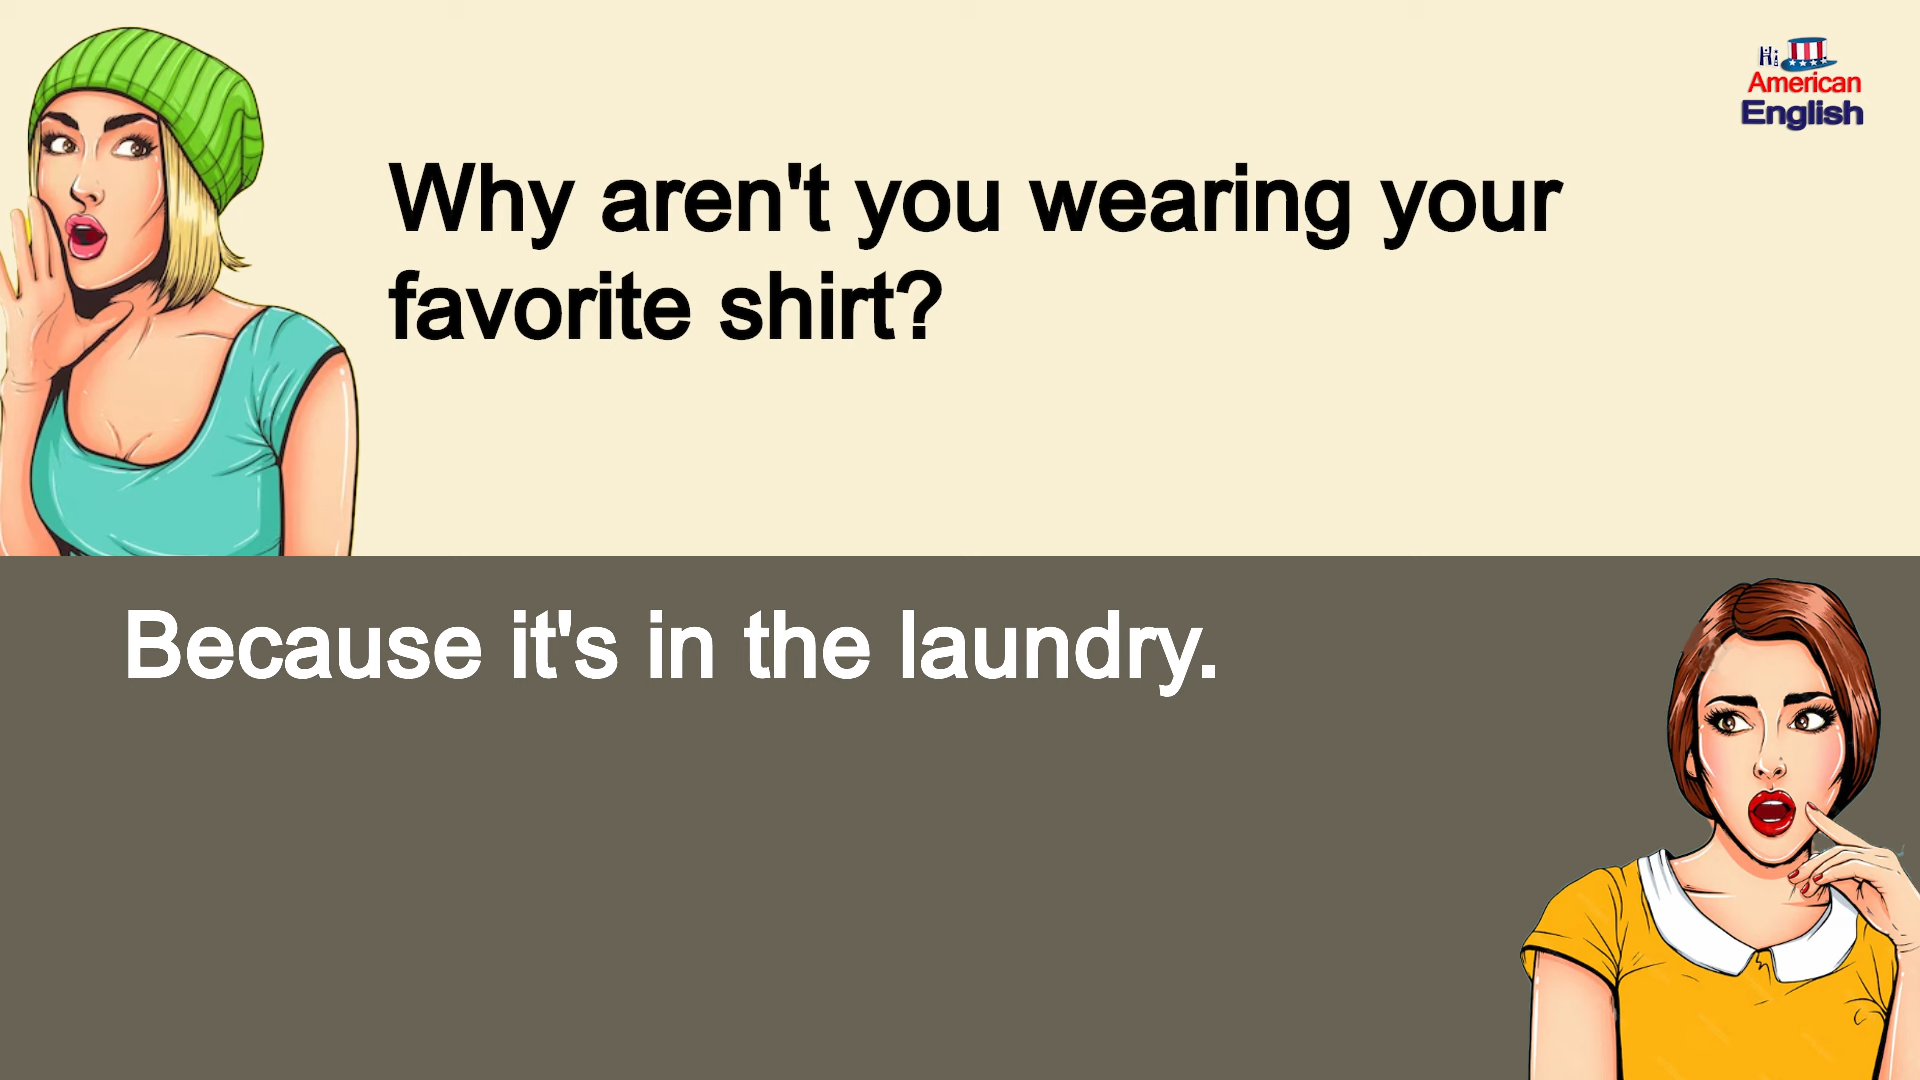 Hi
American
English
Why aren't you wearing your
favorite shirt?
Because it's in the laundry.